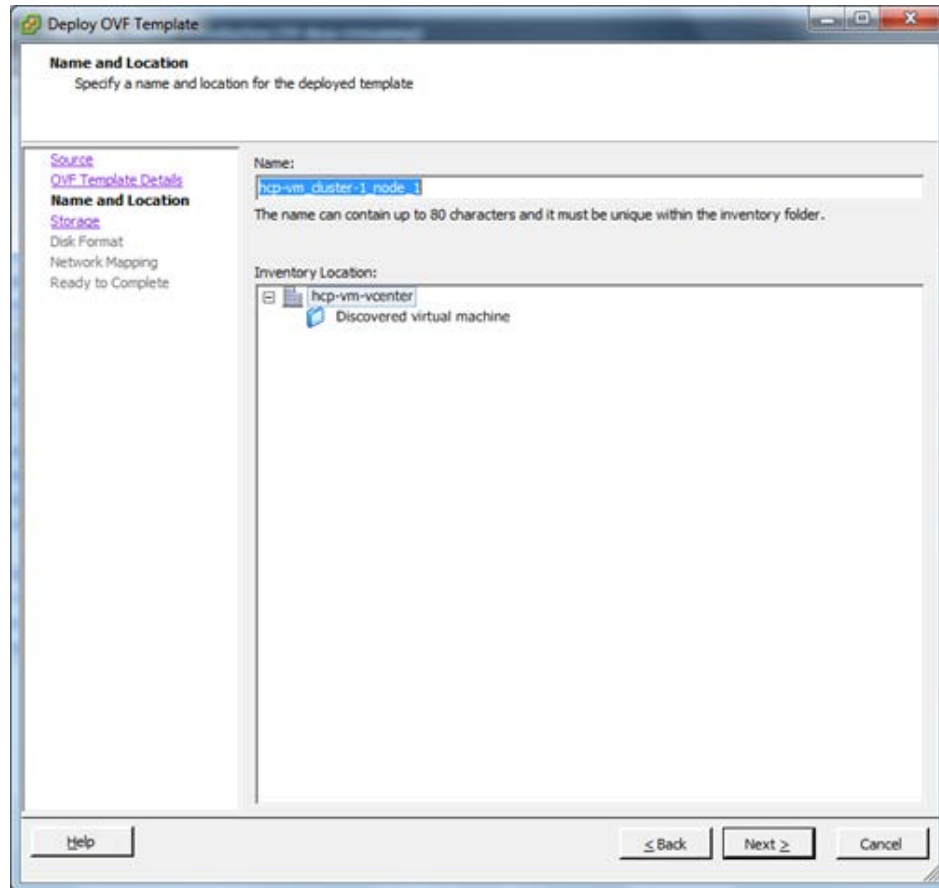 Deploy OVF Template
Name and Location
Specify a name and location for the deployed template
Source
OVF Template Details
Name and Location
Storage
Disk Format
Network Mapping
Ready to Complete
Name:
hcp-vm_cluster-1_node_1
The name can contain up to 80 characters and it must be unique within the inventory folder.
Inventory Location:
hcp-vm-vcenter
Discovered virtual machine
Help
< Back
Next >
Cancel